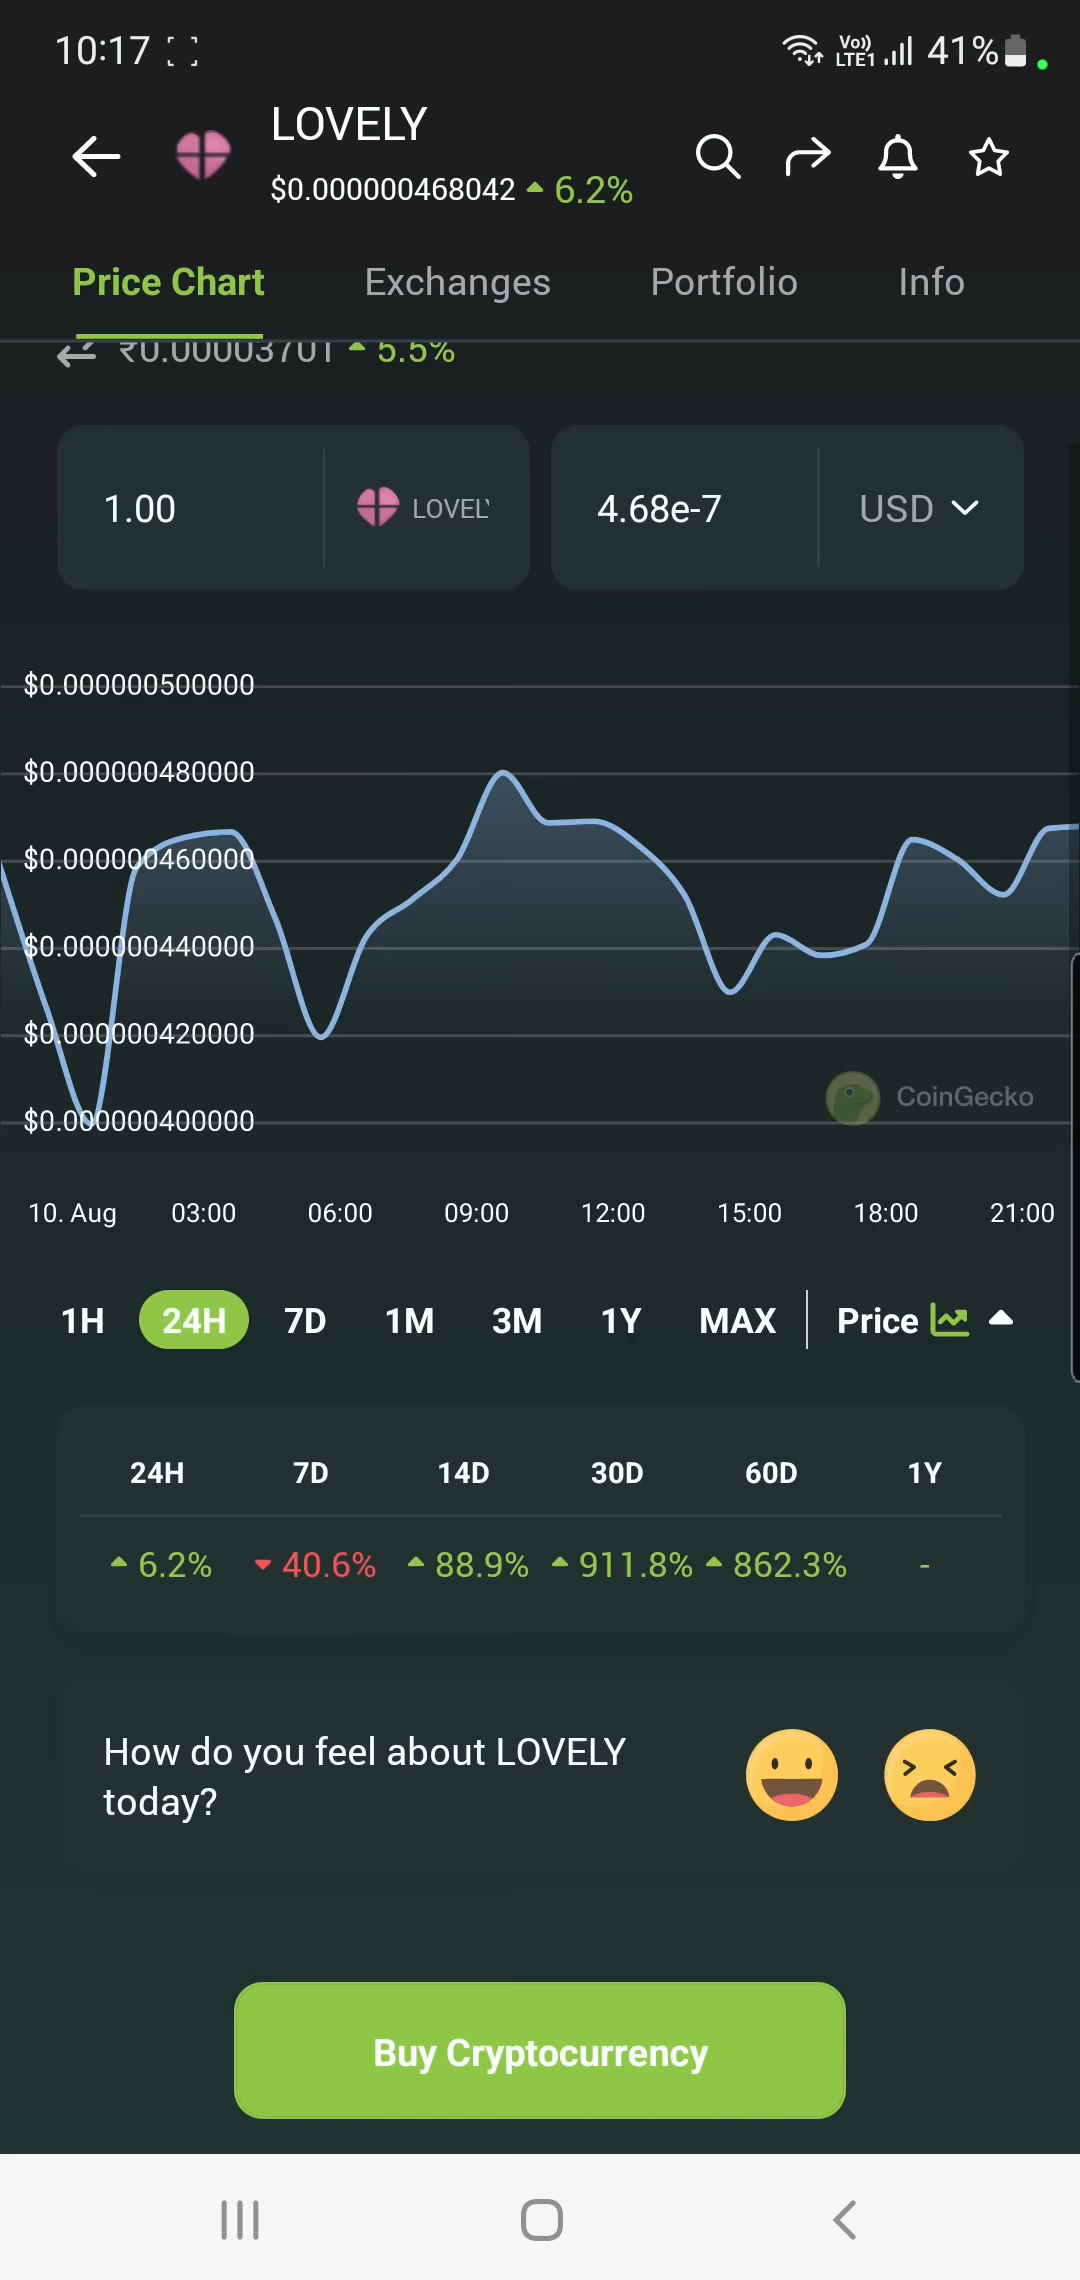 10:17
Vo)) LTE1 41%
LOVELY
$0.000000468042 6.2%
Price Chart Exchanges Portfolio Info
₹0.00003701 5.5%
1.00 LOVEL 4.68e-7 USD
$0.000000500000
$0.000000480000
$0.000000460000
$0.000000440000
$0.000000420000
$0.000000400000
CoinGecko
10. Aug 03:00 06:00 09:00 12:00 15:00 18:00 21:00
1H 24H 7D 1M 3M 1Y MAX Price
24H 7D 14D 30D 60D 1Y
6.2% 40.6% 88.9% 911.8% 862.3% -
How do you feel about LOVELY
today?
Buy Cryptocurrency